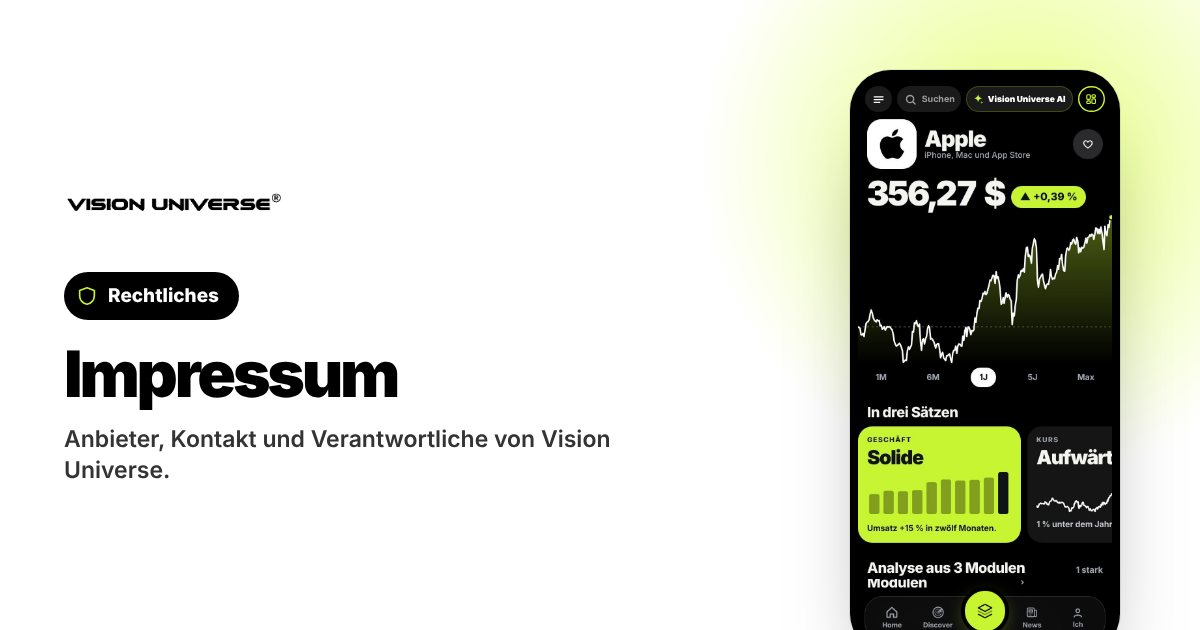 VISION UNIVERSE®
Rechtliches
Impressum
Anbieter, Kontakt und Verantwortliche von Vision
Universe.
Suchen
Vision Universe AI
Apple
iPhone, Mac und App Store
356,27 $
▲ +0,39 %
1M 6M 1J 5J Max
In drei Sätzen
GESCHÄFT
Solide
Umsatz +15 % in zwölf Monaten.
KURS
Aufwärt
1 % unter dem Jahr
Analyse aus 3 Modulen
1 stark
Modulen
Home Discover News Ich